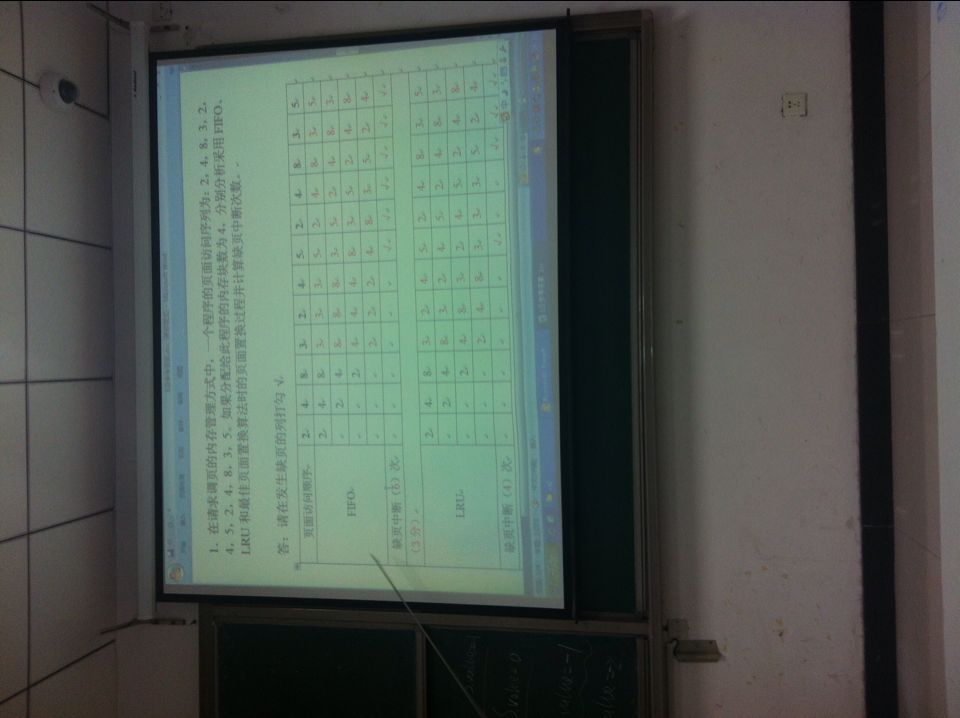 1．在请求调页的内存管理方式中，一个程序的页面访问序列为：2，4，8，3，2，
4，5，2，4，8，3，5。如果分配给此程序的内存块数为 4，分别分析采用 FIFO、
LRU 和最佳页面置换算法时的页面置换过程并计算缺页中断次数。
答：请在发生缺页的列打勾 √
页面访问顺序 2 4 8 3 2 4 5 2 4 8 3 5
2 4 8 3 3 3 5 2 4 8 3 5
FIFO 2 4 8 8 8 3 5 2 4 8 3
2 4 4 4 8 3 5 2 4 8
2 2 2 4 8 3 5 2 4
缺页中断（6）次 √ √ √ √ √ √
（3 分）
2 4 8 3 2 4 5 2 4 8 3 5
2 4 8 3 2 4 5 2 4 8 3
LRU 2 4 8 3 2 4 5 2 4 8
2 4 8 3 3 3 5 2 4
缺页中断（4）次 √ √ √ √
value=0
value=-1